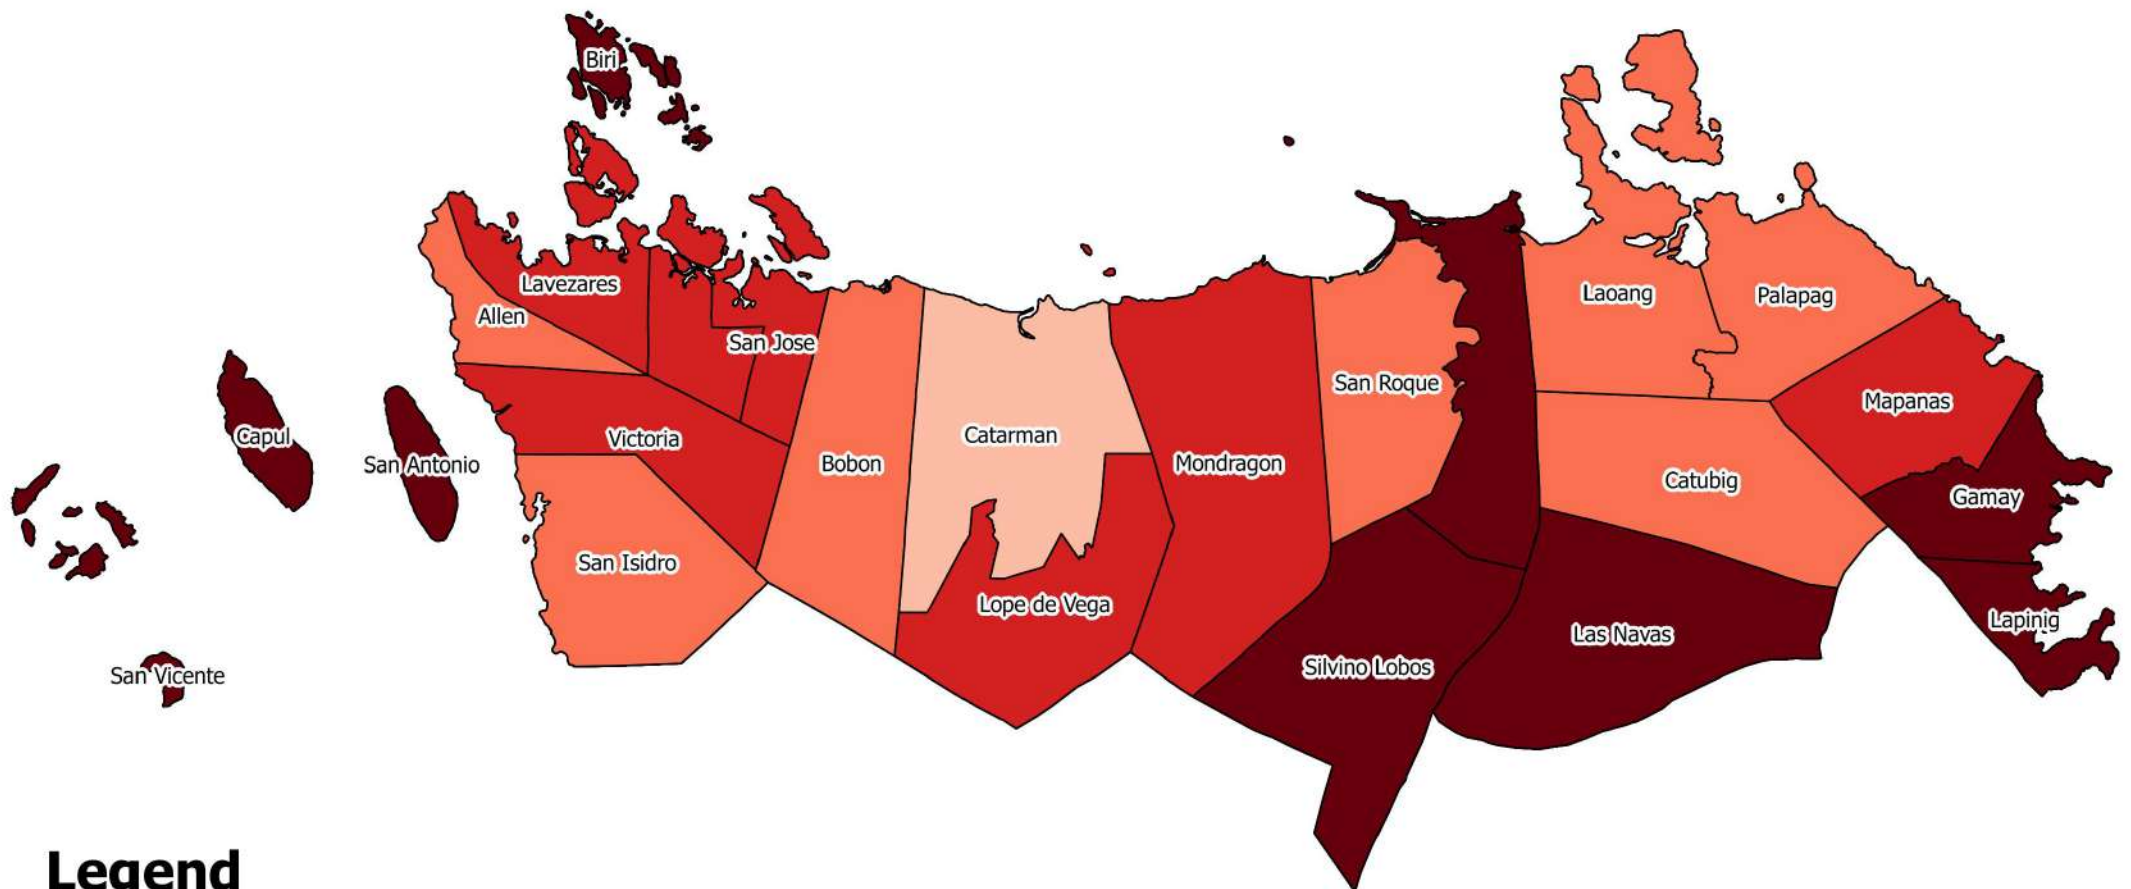 Biri
Lavezares
Allen
San Jose
Laoang
Palapag
San Roque
Mapanas
Capul
San Antonio
Victoria
Bobon
Catarman
Mondragon
Catubig
Gamay
San Isidro
Lope de Vega
Lapinig
Las Navas
Silvino Lobos
San Vicente
Legend